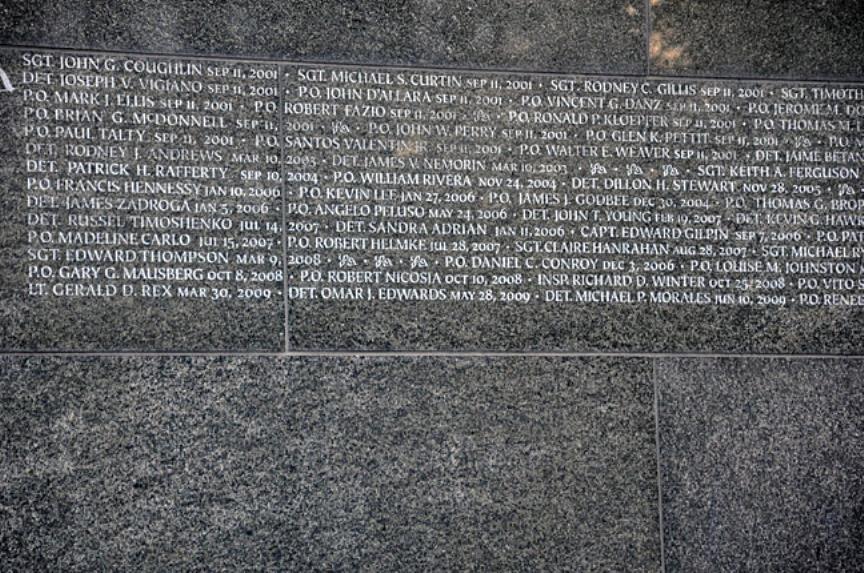 SGT. JOHN G. COUGHLIN SEP 11, 2001 · SGT. MICHAEL S. CURTIN SEP 11, 2001 · SGT. RODNEY C. GILLIS SEP 11, 2001 · SGT. TIMOTH
DET. JOSEPH V. VIGIANO SEP 11, 2001 · P.O. JOHN D'ALLARA SEP 11, 2001 · P.O. VINCENT G. DANZ SEP 11, 2001 · P.O. JEROME M.
P.O. MARK J. ELLIS SEP 11, 2001 · P.O. ROBERT FAZIO SEP 11, 2001 · P.O. RONALD P. KLOEPFER SEP 11, 2001 · P.O. THOMAS M.
P.O. BRIAN G. McDONNELL SEP 11, 2001 · P.O. JOHN W. PERRY SEP 11, 2001 · P.O. GLEN K. PETTIT SEP 11, 2001 ·
P.O. PAUL TALTY SEP 11, 2001 · P.O. SANTOS VALENTIN SEP 11, 2001 · P.O. WALTER E. WEAVER SEP 11, 2001 · DET. JAIME BETA
DET. RODNEY J. ANDREWS MAR 10, 2003 · DET. JAMES V. NEMORIN MAR 10, 2003 · SGT. KEITH A. FERGUSON
DET. PATRICK H. RAFFERTY SEP 10, 2004 · P.O. WILLIAM RIVERA NOV 24, 2004 · DET. DILLON H. STEWART NOV 28, 2005 ·
P.O. FRANCIS HENNESSY JAN 10, 2006 · P.O. KEVIN LEE JAN 27, 2006 · P.O. JAMES J. GODBEE DEC 30, 2004 · P.O. THOMAS G. BRO
DET. JAMES ZADROGA JAN 5, 2006 · P.O. ANGELO PELUSO MAY 24, 2006 · DET. JOHN T. YOUNG FEB 19, 2007 · DET. KEVIN G. HAW
DET. RUSSEL TIMOSHENKO JUL 14, 2007 · DET. SANDRA ADRIAN JAN 11, 2006 · CAPT. EDWARD GILPIN SEP 7, 2006 · P.O. PAT
P.O. MADELINE CARLO JUL 15, 2007 · P.O. ROBERT HELMKE JUL 28, 2007 · SGT. CLAIRE HANRAHAN AUG 28, 2007 · SGT. MICHAEL R
SGT. EDWARD THOMPSON MAR 9, 2008 · P.O. DANIEL C. CONROY DEC 3, 2006 · P.O. LOUISE M. JOHNSTON
P.O. GARY G. MAUSBERG OCT 8, 2008 · P.O. ROBERT NICOSIA OCT 10, 2008 · INSP. RICHARD D. WINTER OCT 25, 2008 · P.O. VITO S
LT. GERALD D. REX MAR 30, 2009 · DET. OMAR J. EDWARDS MAY 28, 2009 · DET. MICHAEL P. MORALES JUN 10, 2009 · P.O. RENE